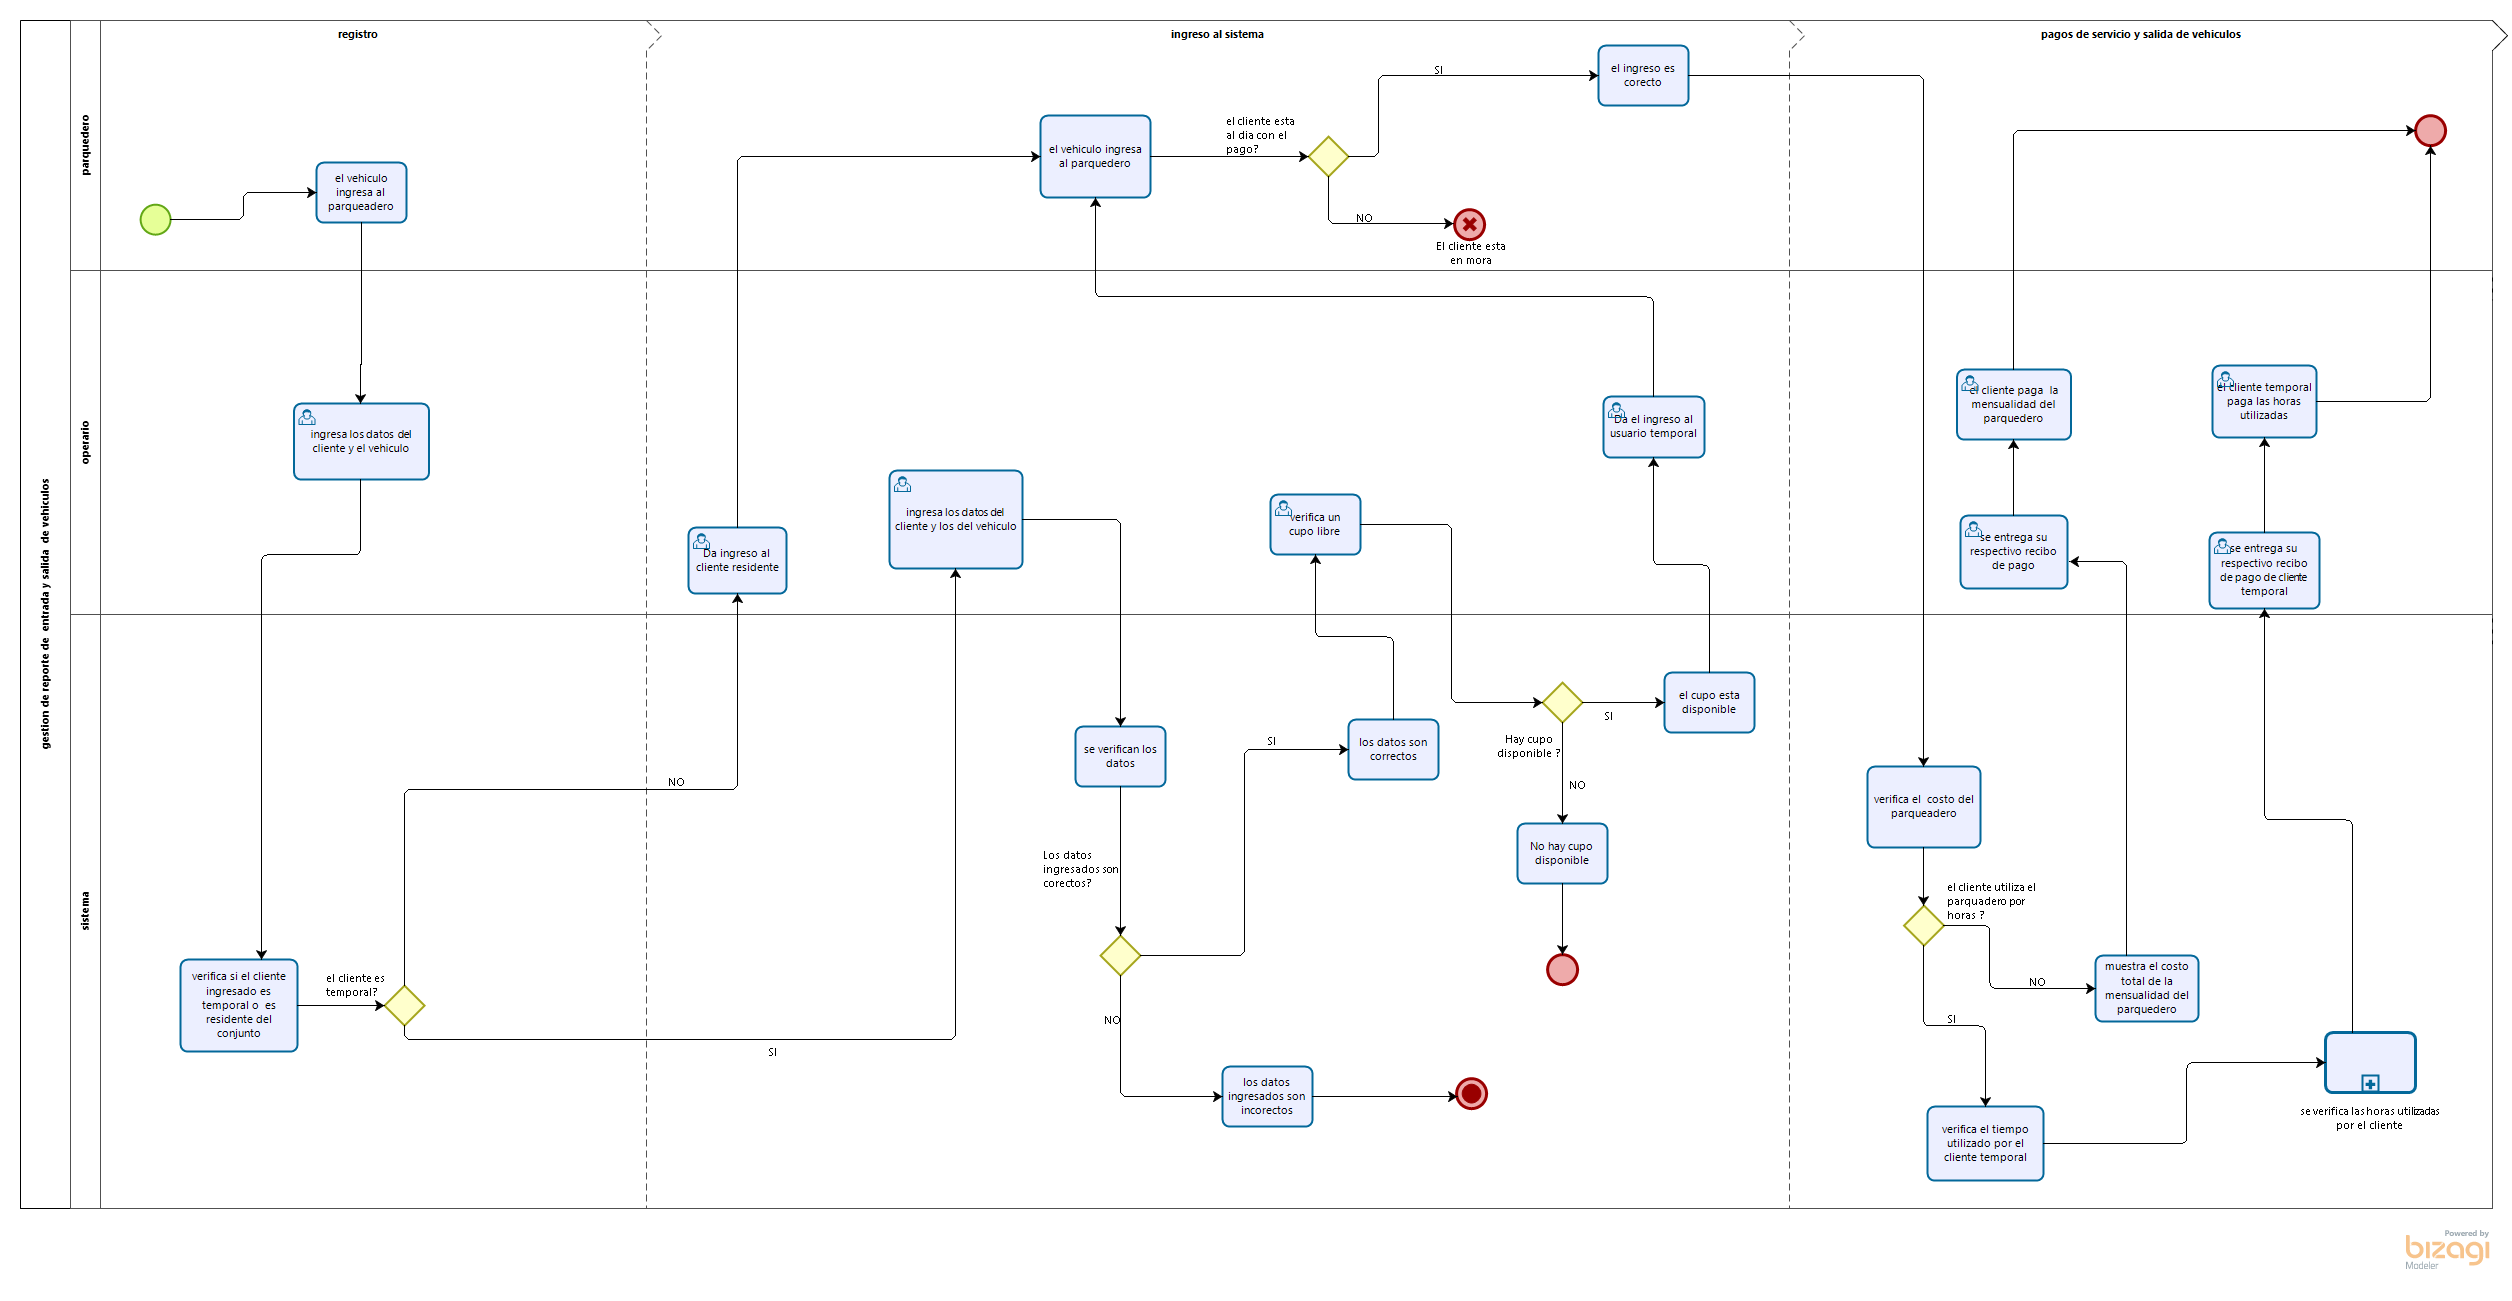 registro
ingreso al sistema
pagos de servicio y salida de vehiculos
gestion de reporte de entrada y salida de vehiculos
parquedero
operario
sistema
el vehiculo
ingresa al
parqueadero
el vehiculo ingresa
al parquedero
el cliente esta
al dia con el
pago?
SI
NO
El cliente esta
en mora
el ingreso es
corecto
ingresa los datos del
cliente y el vehiculo
Da ingreso al
cliente residente
ingresa los datos del
cliente y los del vehiculo
verifica un
cupo libre
Da el ingreso al
usuario temporal
el cliente paga la
mensualidad del
parquedero
se entrega su
respectivo recibo
de pago
el cliente temporal
paga las horas
utilizadas
se entrega su
respectivo recibo
de pago de cliente
temporal
verifica si el cliente
ingresado es
temporal o es
residente del
conjunto
el cliente es
temporal?
NO
SI
se verifican los
datos
Los datos
ingresados son
corectos?
SI
NO
los datos son
correctos
los datos
ingresados son
incorectos
Hay cupo
disponible ?
SI
NO
el cupo esta
disponible
No hay cupo
disponible
verifica el costo del
parqueadero
el cliente utiliza el
parquadero por
horas ?
NO
SI
muestra el costo
total de la
mensualidad del
parquedero
verifica el tiempo
utilizado por el
cliente temporal
se verifica las horas utilizadas
por el cliente
Powered by
bizagi
Modeler